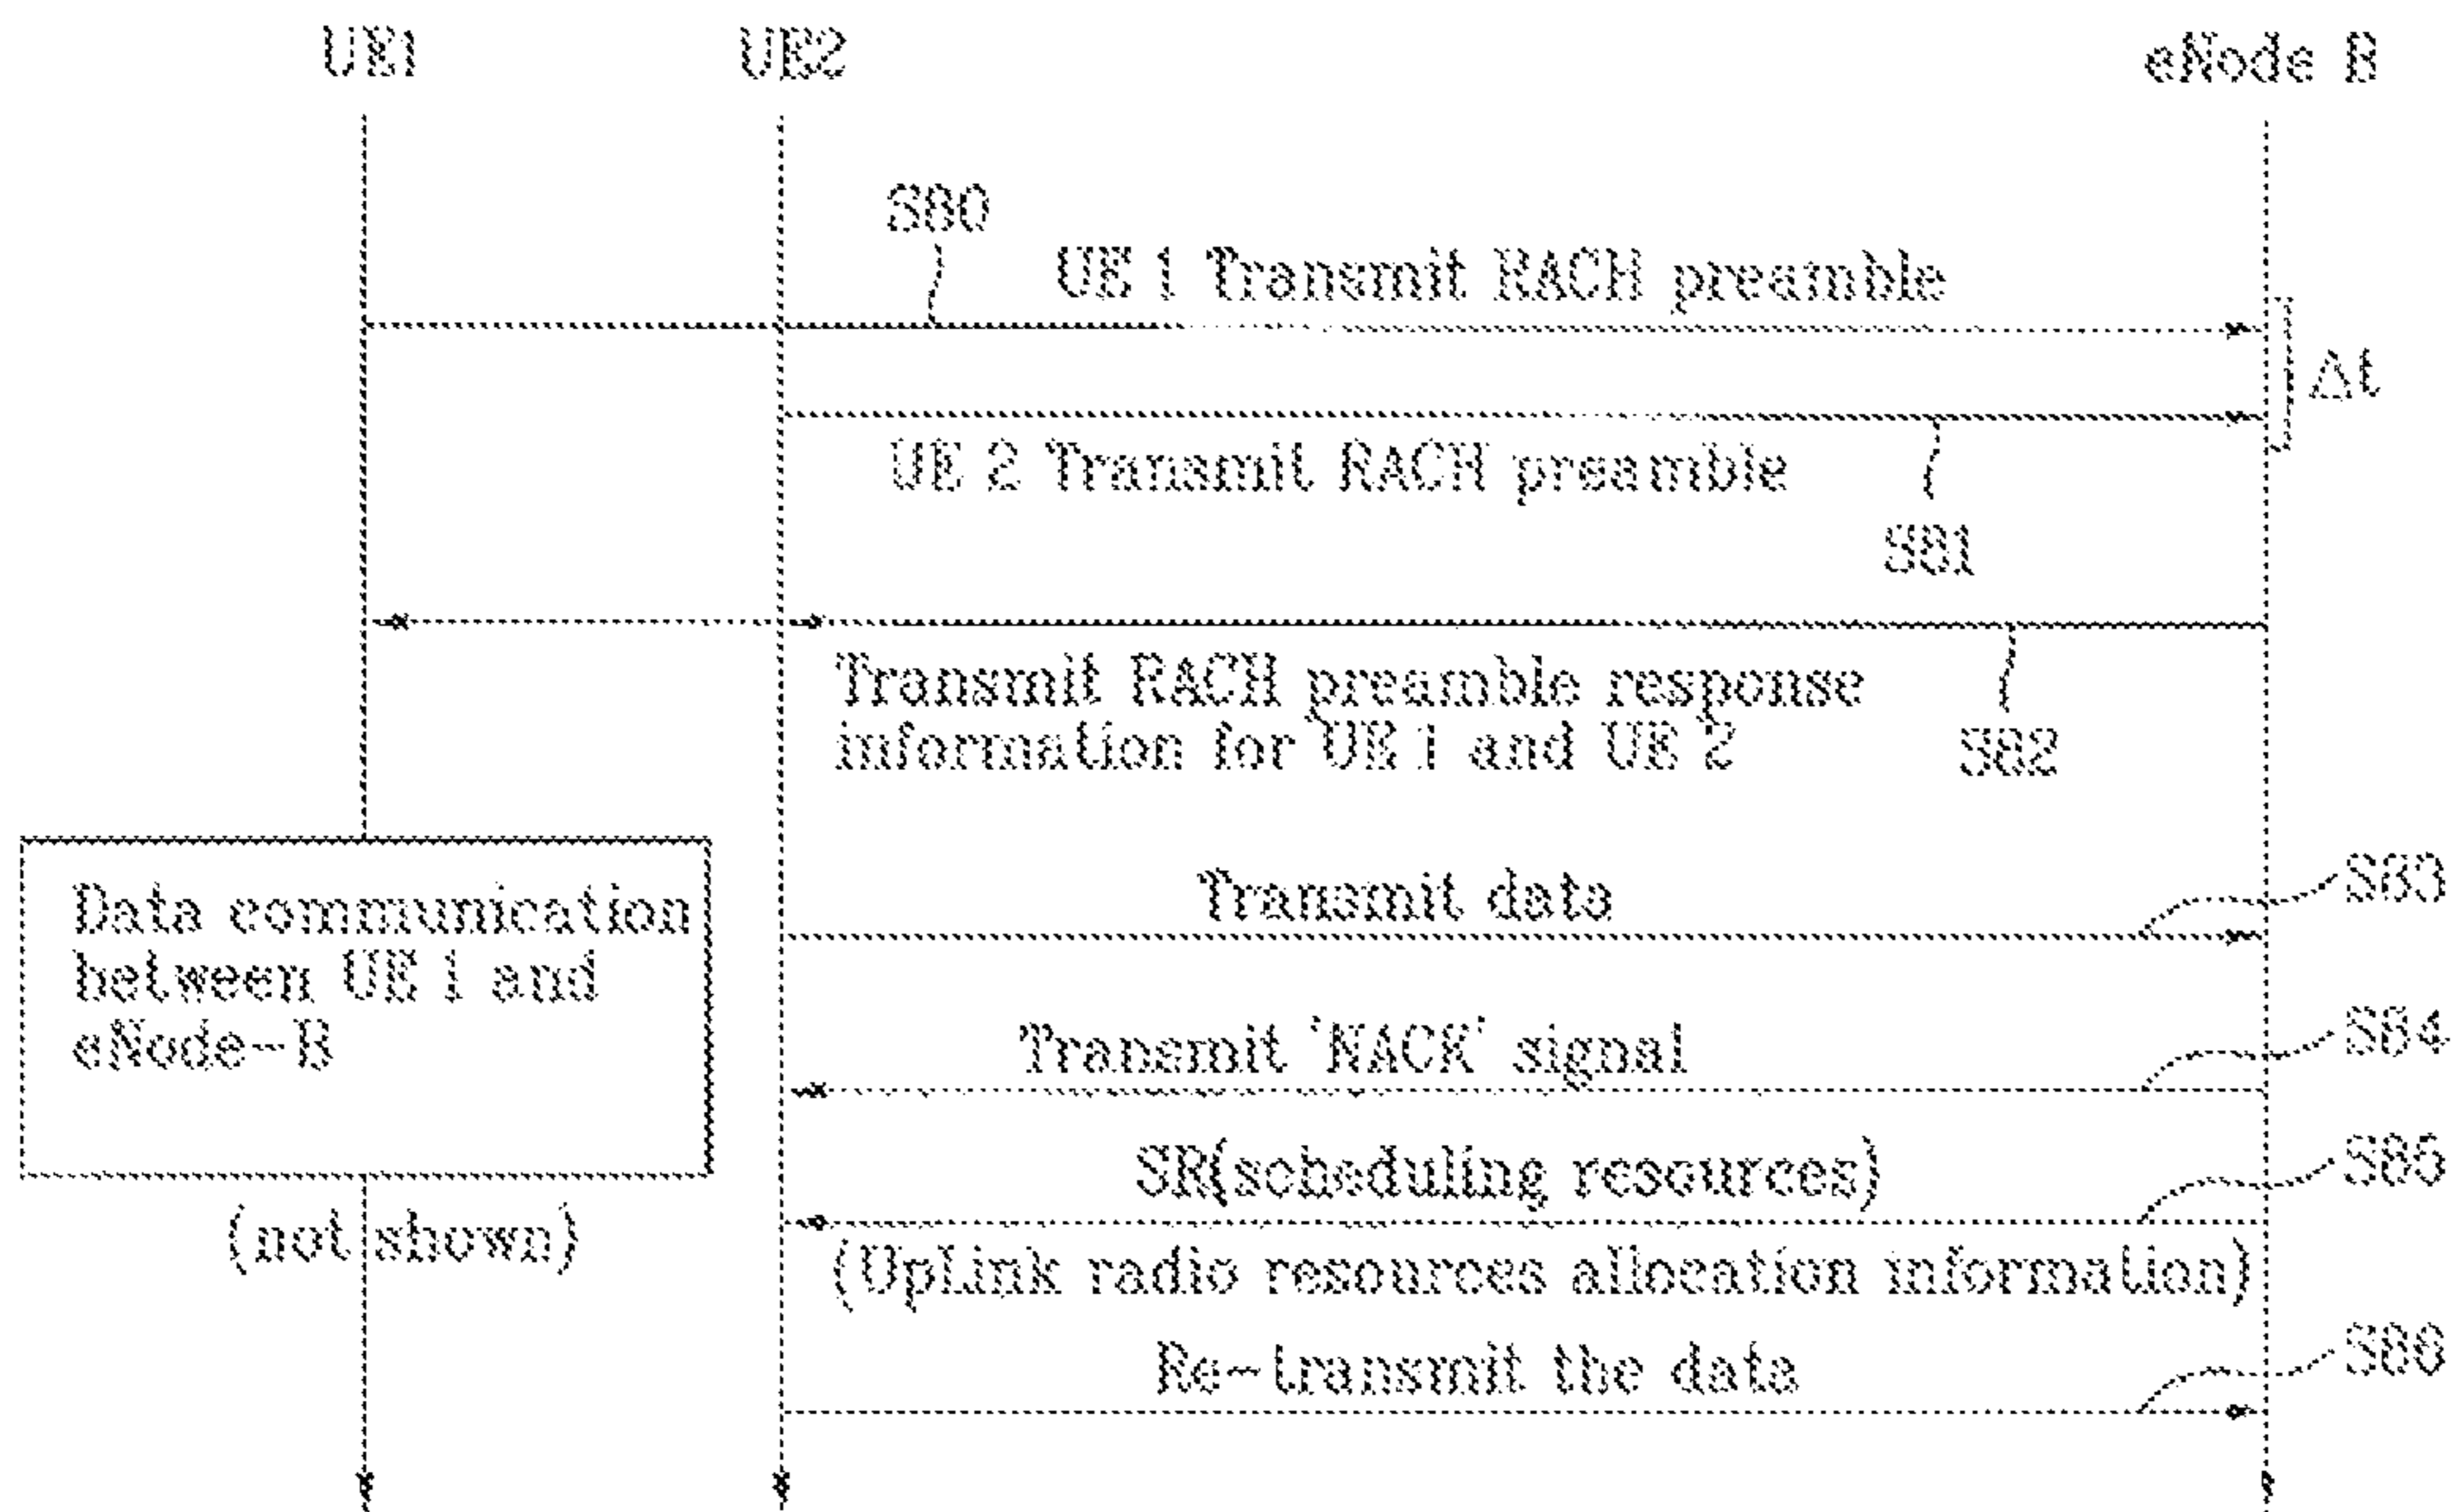 UE1
UE2
eNode B
S80
UE 1 Transmit RACH preamble
Δt
UE 2 Transmit RACH preamble
S81
Transmit RACH preamble response
information for UE 1 and UE 2
S82
Data communication
between UE 1 and
eNode-B
(not shown)
Transmit data
S83
Transmit 'NACK' signal
S84
SR(scheduling resources)
S85
(UpLink radio resources allocation information)
Re-transmit the data
S86